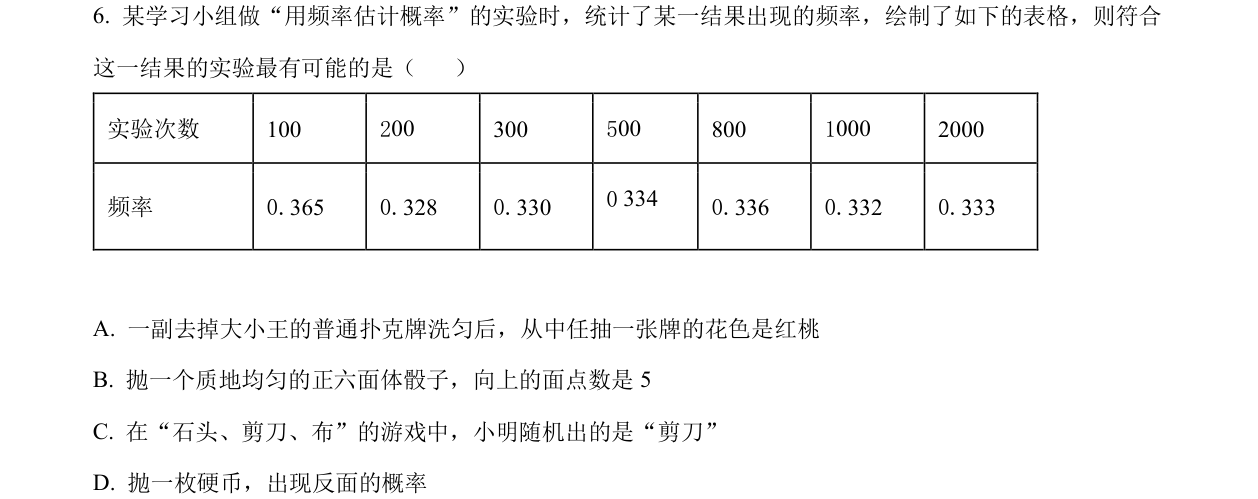 6. 某学习小组做“用频率估计概率”的实验时，统计了某一结果出现的频率，绘制了如下的表格，则符合
这一结果的实验最有可能的是（　　）
实验次数 100 200 300 500 800 1000 2000
频率 0.365 0.328 0.330 0 334 0.336 0.332 0.333
A. 一副去掉大小王的普通扑克牌洗匀后，从中任抽一张牌的花色是红桃
B. 抛一个质地均匀的正六面体骰子，向上的面点数是 5
C. 在“石头、剪刀、布”的游戏中，小明随机出的是“剪刀”
D. 抛一枚硬币，出现反面的概率